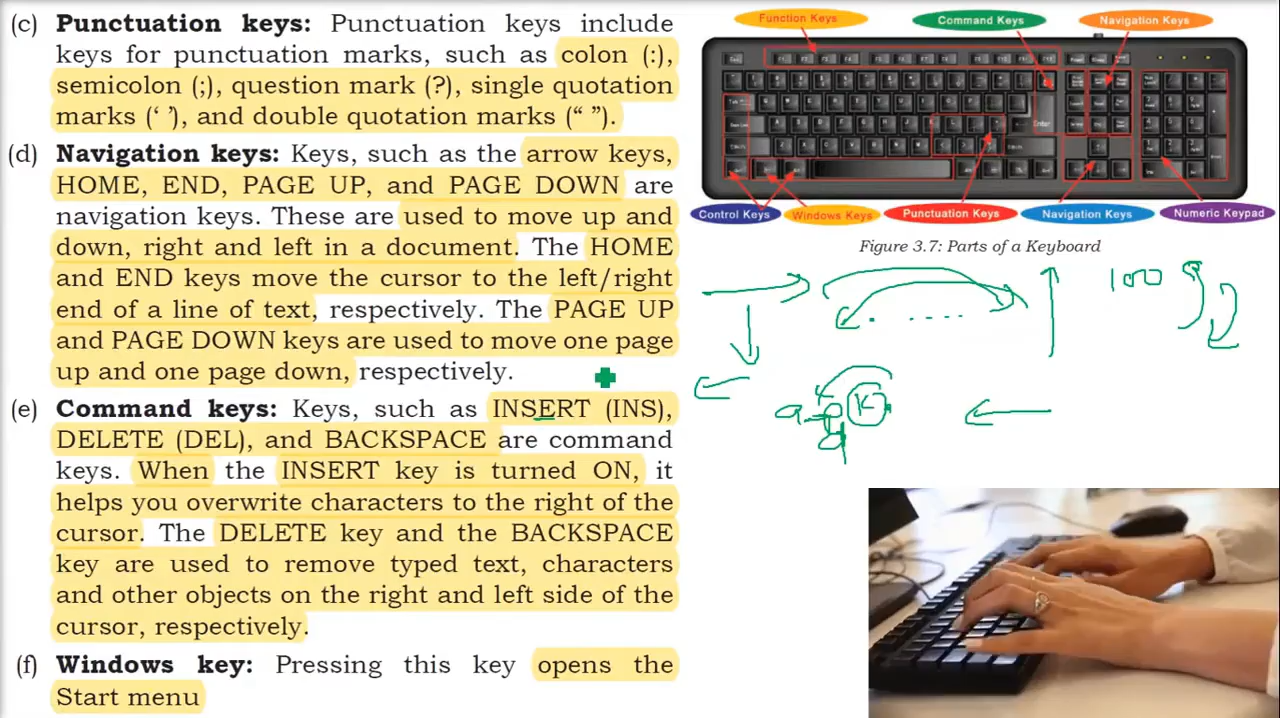 (c) Punctuation keys: Punctuation keys include
keys for punctuation marks, such as colon (:),
semicolon (;), question mark (?), single quotation
marks (‘ ’), and double quotation marks (“ ”).
(d) Navigation keys: Keys, such as the arrow keys,
HOME, END, PAGE UP, and PAGE DOWN are
navigation keys. These are used to move up and
down, right and left in a document. The HOME
and END keys move the cursor to the left/right
end of a line of text, respectively. The PAGE UP
and PAGE DOWN keys are used to move one page
up and one page down, respectively.
(e) Command keys: Keys, such as INSERT (INS),
DELETE (DEL), and BACKSPACE are command
keys. When the INSERT key is turned ON, it
helps you overwrite characters to the right of the
cursor. The DELETE key and the BACKSPACE
key are used to remove typed text, characters
and other objects on the right and left side of the
cursor, respectively.
(f) Windows key: Pressing this key opens the
Start menu
Function Keys
Command Keys
Navigation Keys
Enter
Control Keys
Windows Keys
Punctuation Keys
Navigation Keys
Numeric Keypad
Figure 3.7: Parts of a Keyboard
100